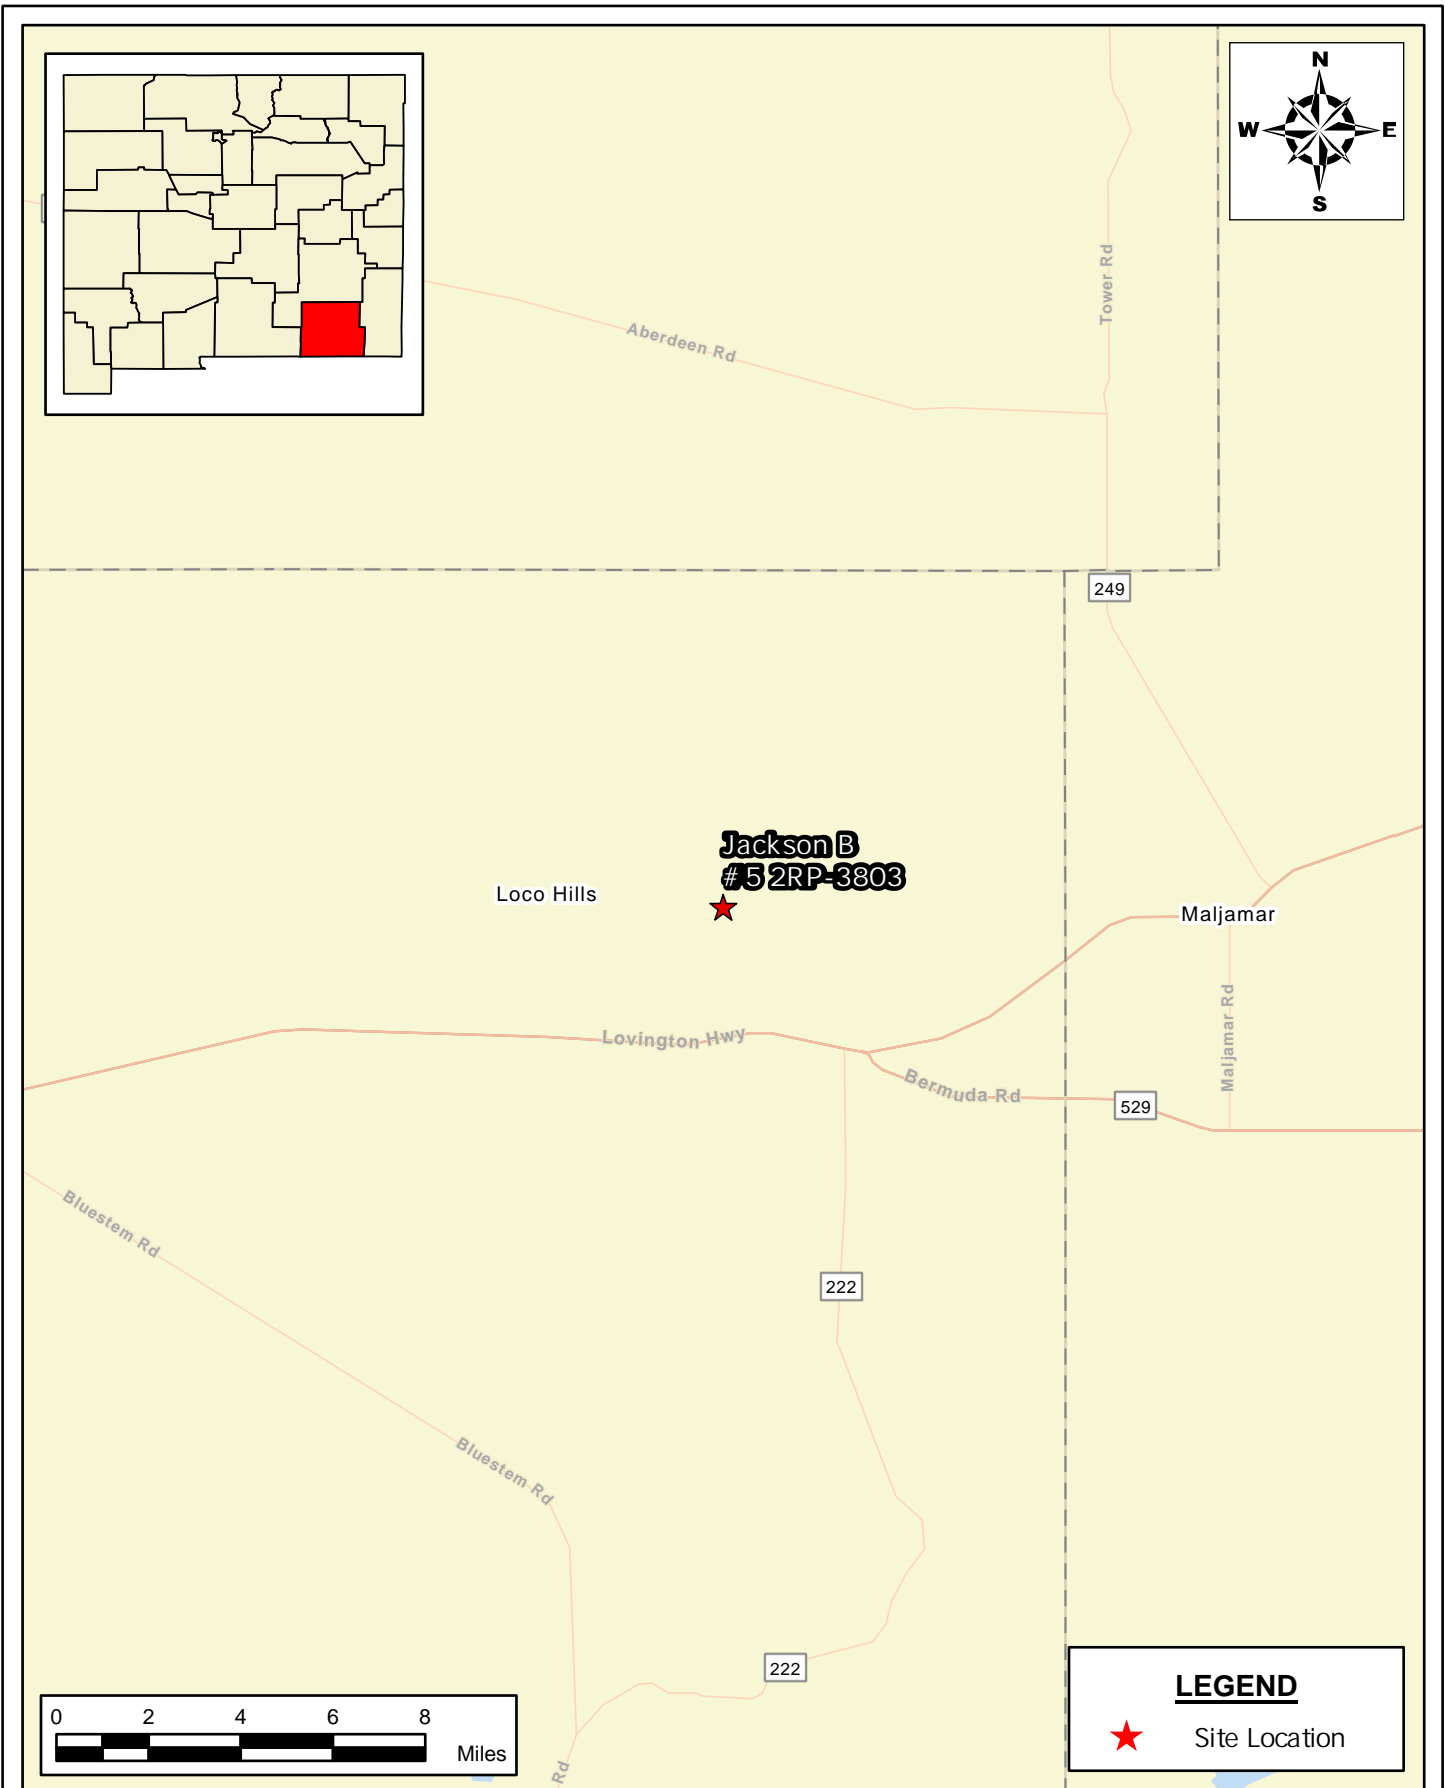 N
W E
S
Tower Rd
Aberdeen Rd
249
Jackson B
#5 2RP-3803
Loco Hills
Maljamar
Maljamar Rd
Lovington Hwy
Bermuda Rd
529
Bluestem Rd
222
Bluestem Rd
222
LEGEND
Site Location
0 2 4 6 8
Miles
Rd